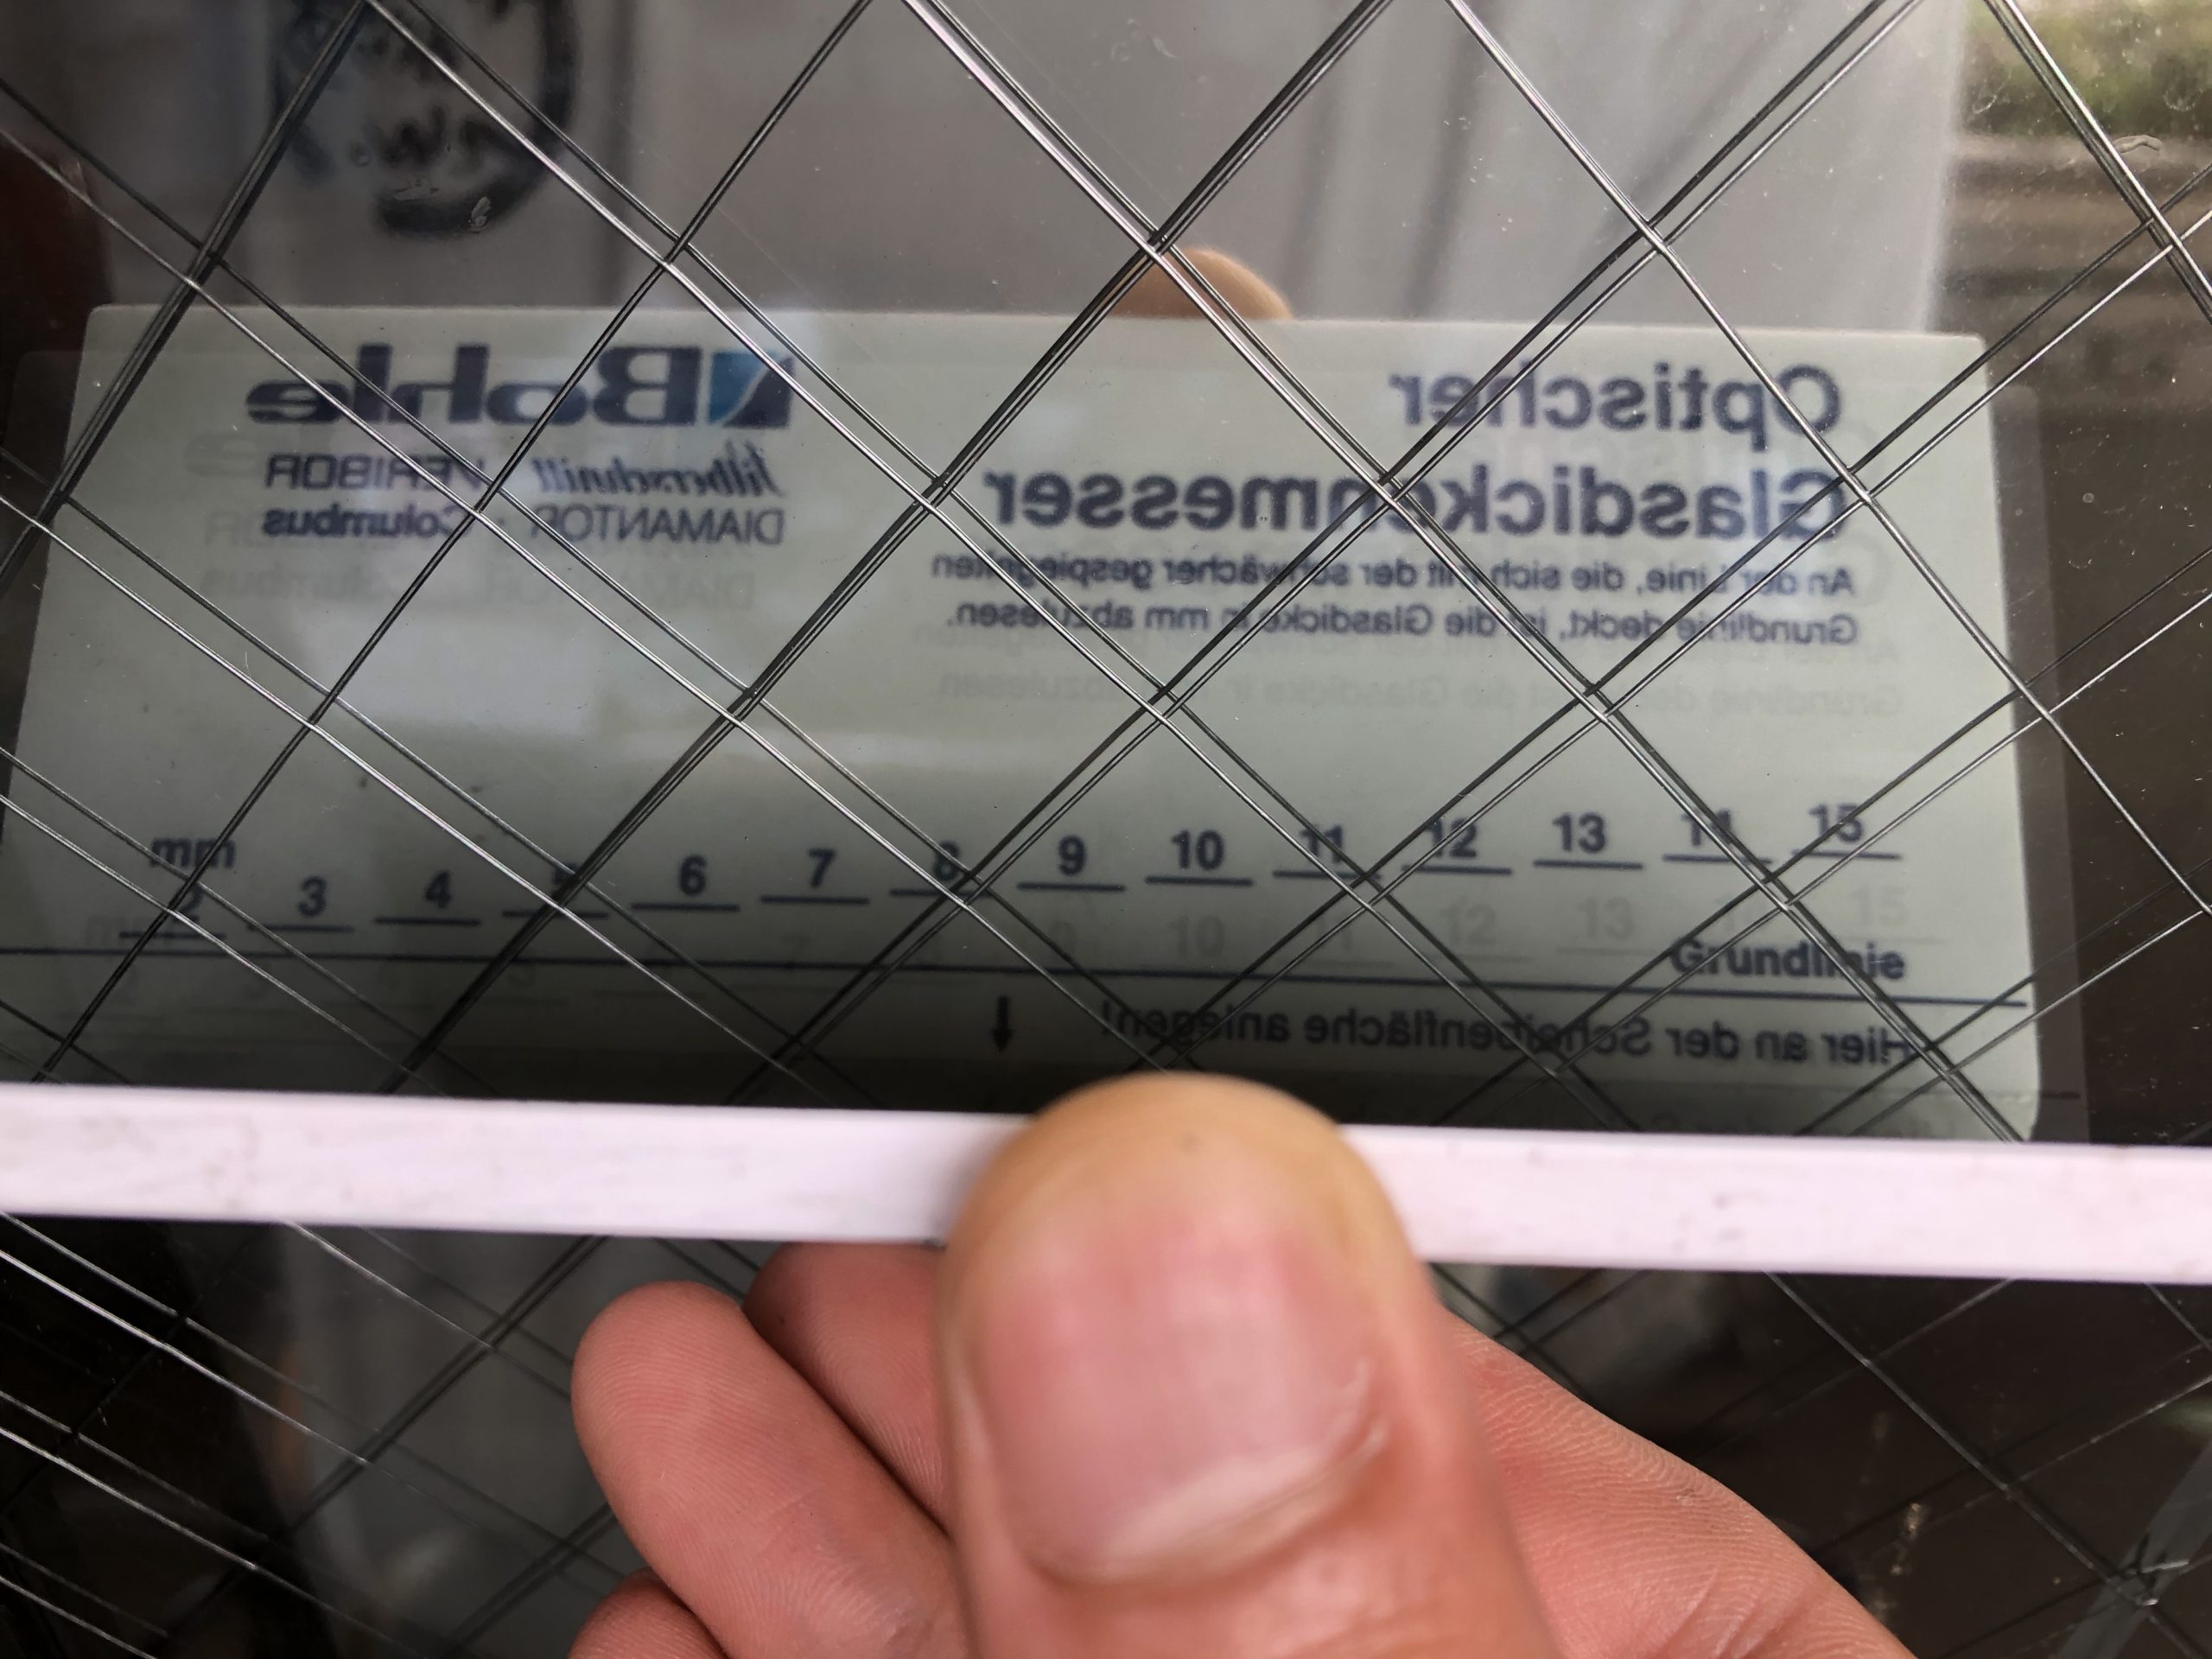 Bohle
Silberschnitt · VERIBOR
DIAMANTOR · Columbus
Optischer
Glasdickenmesser
An der Linie, die sich mit der schwächer gespiegelten
Grundlinie deckt, ist die Glasdicke in mm abzulesen.
mm
2 3 4 5 6 7 8 9 10 11 12 13 14 15
Grundlinie
Hier an der Scheibenfläche anlegen!